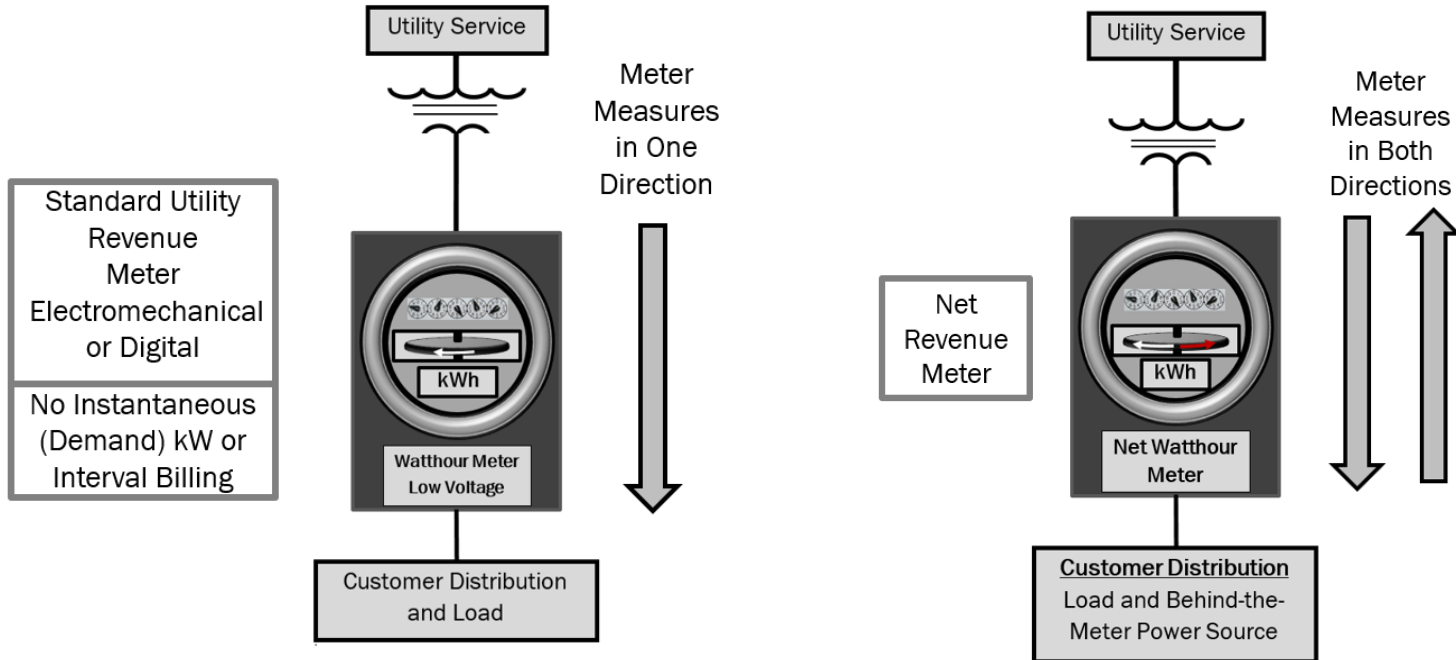 Utility Service
Meter
Measures
in One
Direction
Standard Utility
Revenue
Meter
Electromechanical
or Digital
No Instantaneous
(Demand) kW or
Interval Billing
kWh
Watthour Meter
Low Voltage
Customer Distribution
and Load
Utility Service
Meter
Measures
in Both
Directions
Net
Revenue
Meter
kWh
Net Watthour
Meter
Customer Distribution
Load and Behind-the-
Meter Power Source